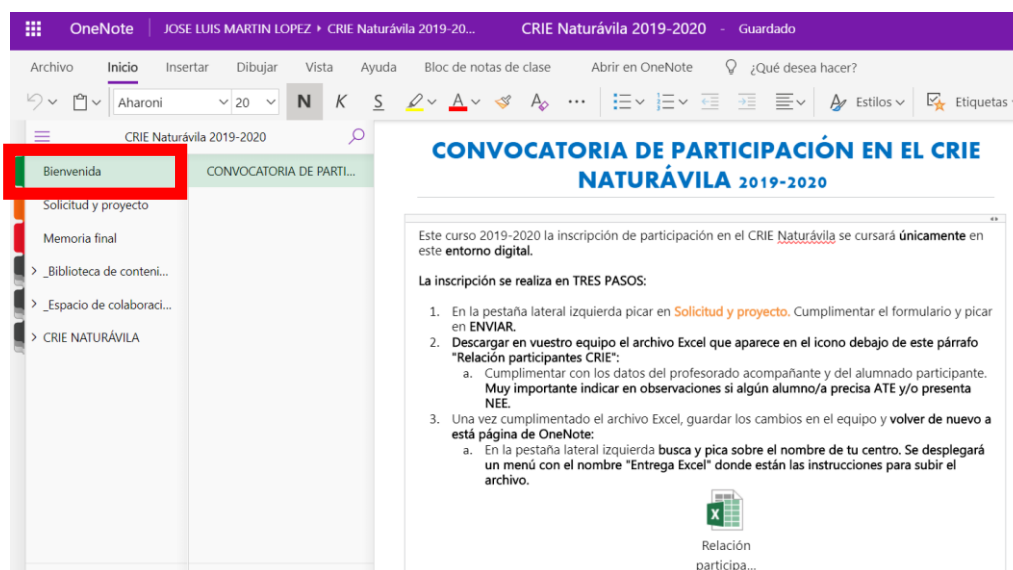 OneNote JOSE LUIS MARTIN LOPEZ CRIE Naturávila 2019-20... CRIE Naturávila 2019-2020 - Guardado
Archivo Inicio Insertar Dibujar Vista Ayuda Bloc de notas de clase Abrir en OneNote ¿Qué desea hacer?
Aharoni 20 N K S A A Estilos Etiquetas
CRIE Naturávila 2019-2020
Bienvenida
Solicitud y proyecto
Memoria final
> _Biblioteca de conteni...
> _Espacio de colaboraci...
> CRIE NATURÁVILA
CONVOCATORIA DE PARTI...
CONVOCATORIA DE PARTICIPACIÓN EN EL CRIE
NATURÁVILA 2019-2020
Este curso 2019-2020 la inscripción de participación en el CRIE Naturávila se cursará únicamente en
este entorno digital.
La inscripción se realiza en TRES PASOS:
1. En la pestaña lateral izquierda picar en Solicitud y proyecto. Cumplimentar el formulario y picar
en ENVIAR.
2. Descargar en vuestro equipo el archivo Excel que aparece en el icono debajo de este párrafo
"Relación participantes CRIE":
a. Cumplimentar con los datos del profesorado acompañante y del alumnado participante.
Muy importante indicar en observaciones si algún alumno/a precisa ATE y/o presenta
NEE.
3. Una vez cumplimentado el archivo Excel, guardar los cambios en el equipo y volver de nuevo a
está página de OneNote:
a. En la pestaña lateral izquierda busca y pica sobre el nombre de tu centro. Se desplegará
un menú con el nombre "Entrega Excel" donde están las instrucciones para subir el
archivo.
Relación
participa...